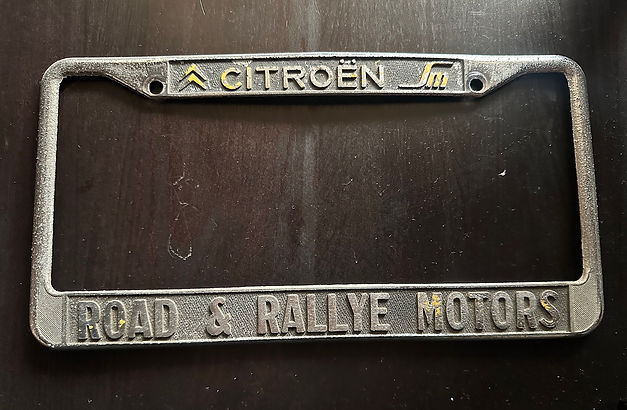 CITROËN SM
ROAD & RALLYE MOTORS